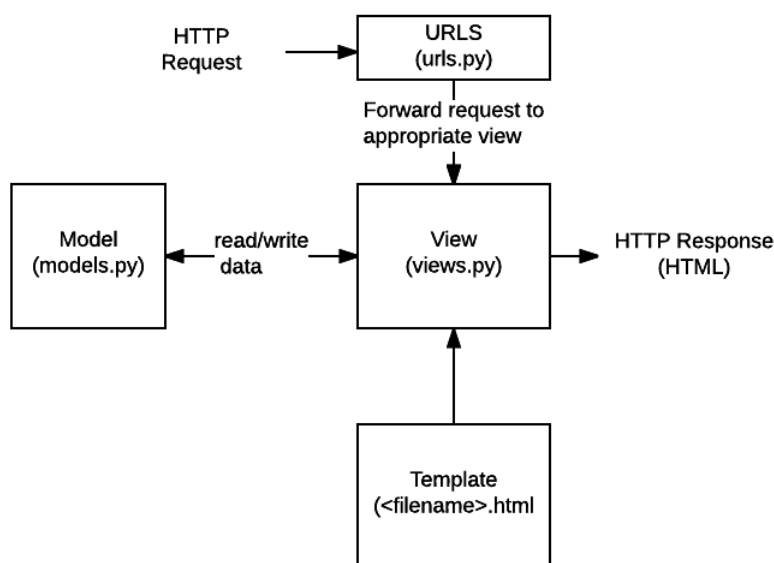 HTTP
Request
URLS
(urls.py)
Forward request to
appropriate view
Model
(models.py)
read/write
data
View
(views.py)
HTTP Response
(HTML)
Template
(<filename>.html